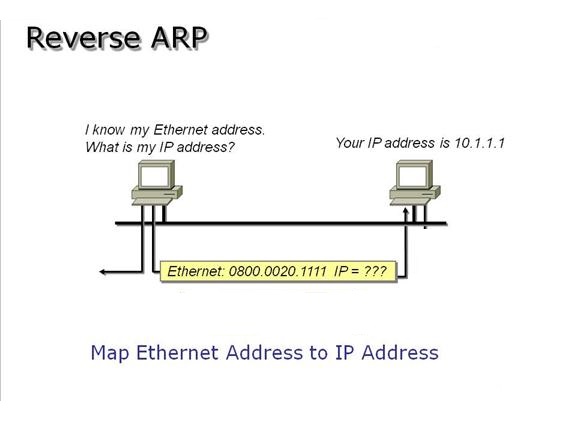 Reverse ARP
I know my Ethernet address.
What is my IP address?
Your IP address is 10.1.1.1
Ethernet: 0800.0020.1111 IP = ???
Map Ethernet Address to IP Address